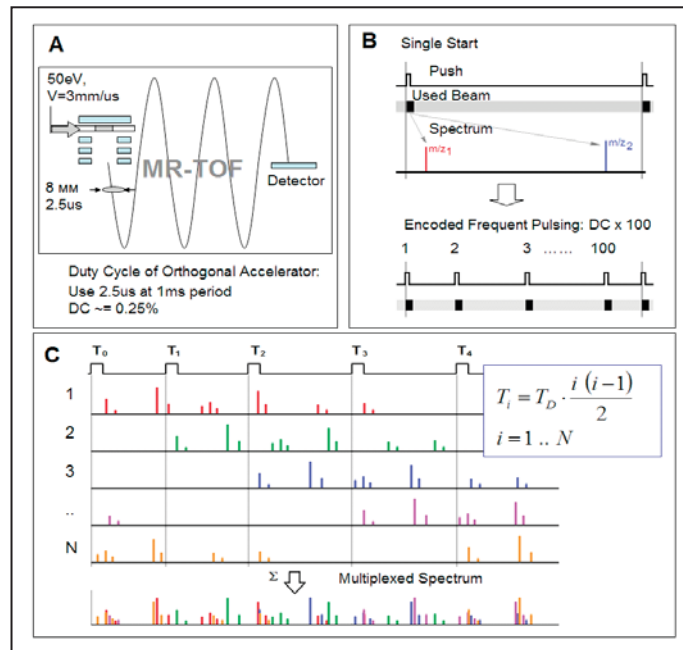 A
50eV,
V=3mm/us
MR-TOF
8 мм
2.5us
Detector
Duty Cycle of Orthogonal Accelerator:
Use 2.5us at 1ms period
DC ~= 0.25%
B
Single Start
Push
Used Beam
Spectrum
m/z₁
m/z₂
Encoded Frequent Pulsing: DC x 100
1 2 3 ...... 100
C
T₀ T₁ T₂ T₃ T₄
1
2
3
..
N
T_i = T_D · i (i−1) / 2
i = 1 .. N
Σ Multiplexed Spectrum